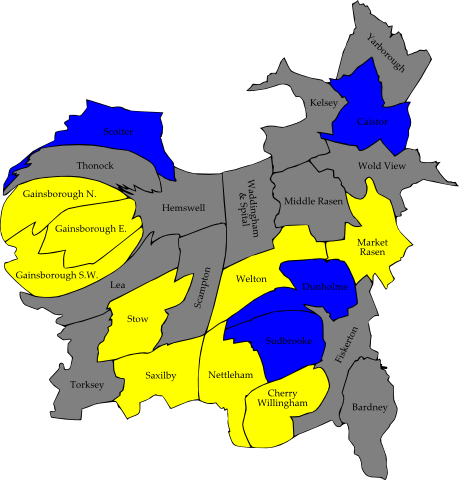 Yarborough
Kelsey
Caistor
Scotter
Thonock
Wold View
Gainsborough N.
Hemswell
Waddingham
& Spital
Middle Rasen
Gainsborough E.
Market
Rasen
Gainsborough S.W.
Lea
Scampton
Welton
Dunholme
Stow
Sudbrooke
Fiskerton
Torksey
Saxilby
Nettleham
Cherry
Willingham
Bardney